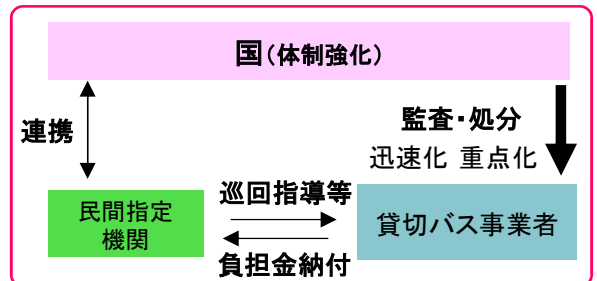 国(体制強化)
連携
監査・処分
迅速化 重点化
民間指定
機関
巡回指導等
負担金納付
貸切バス事業者